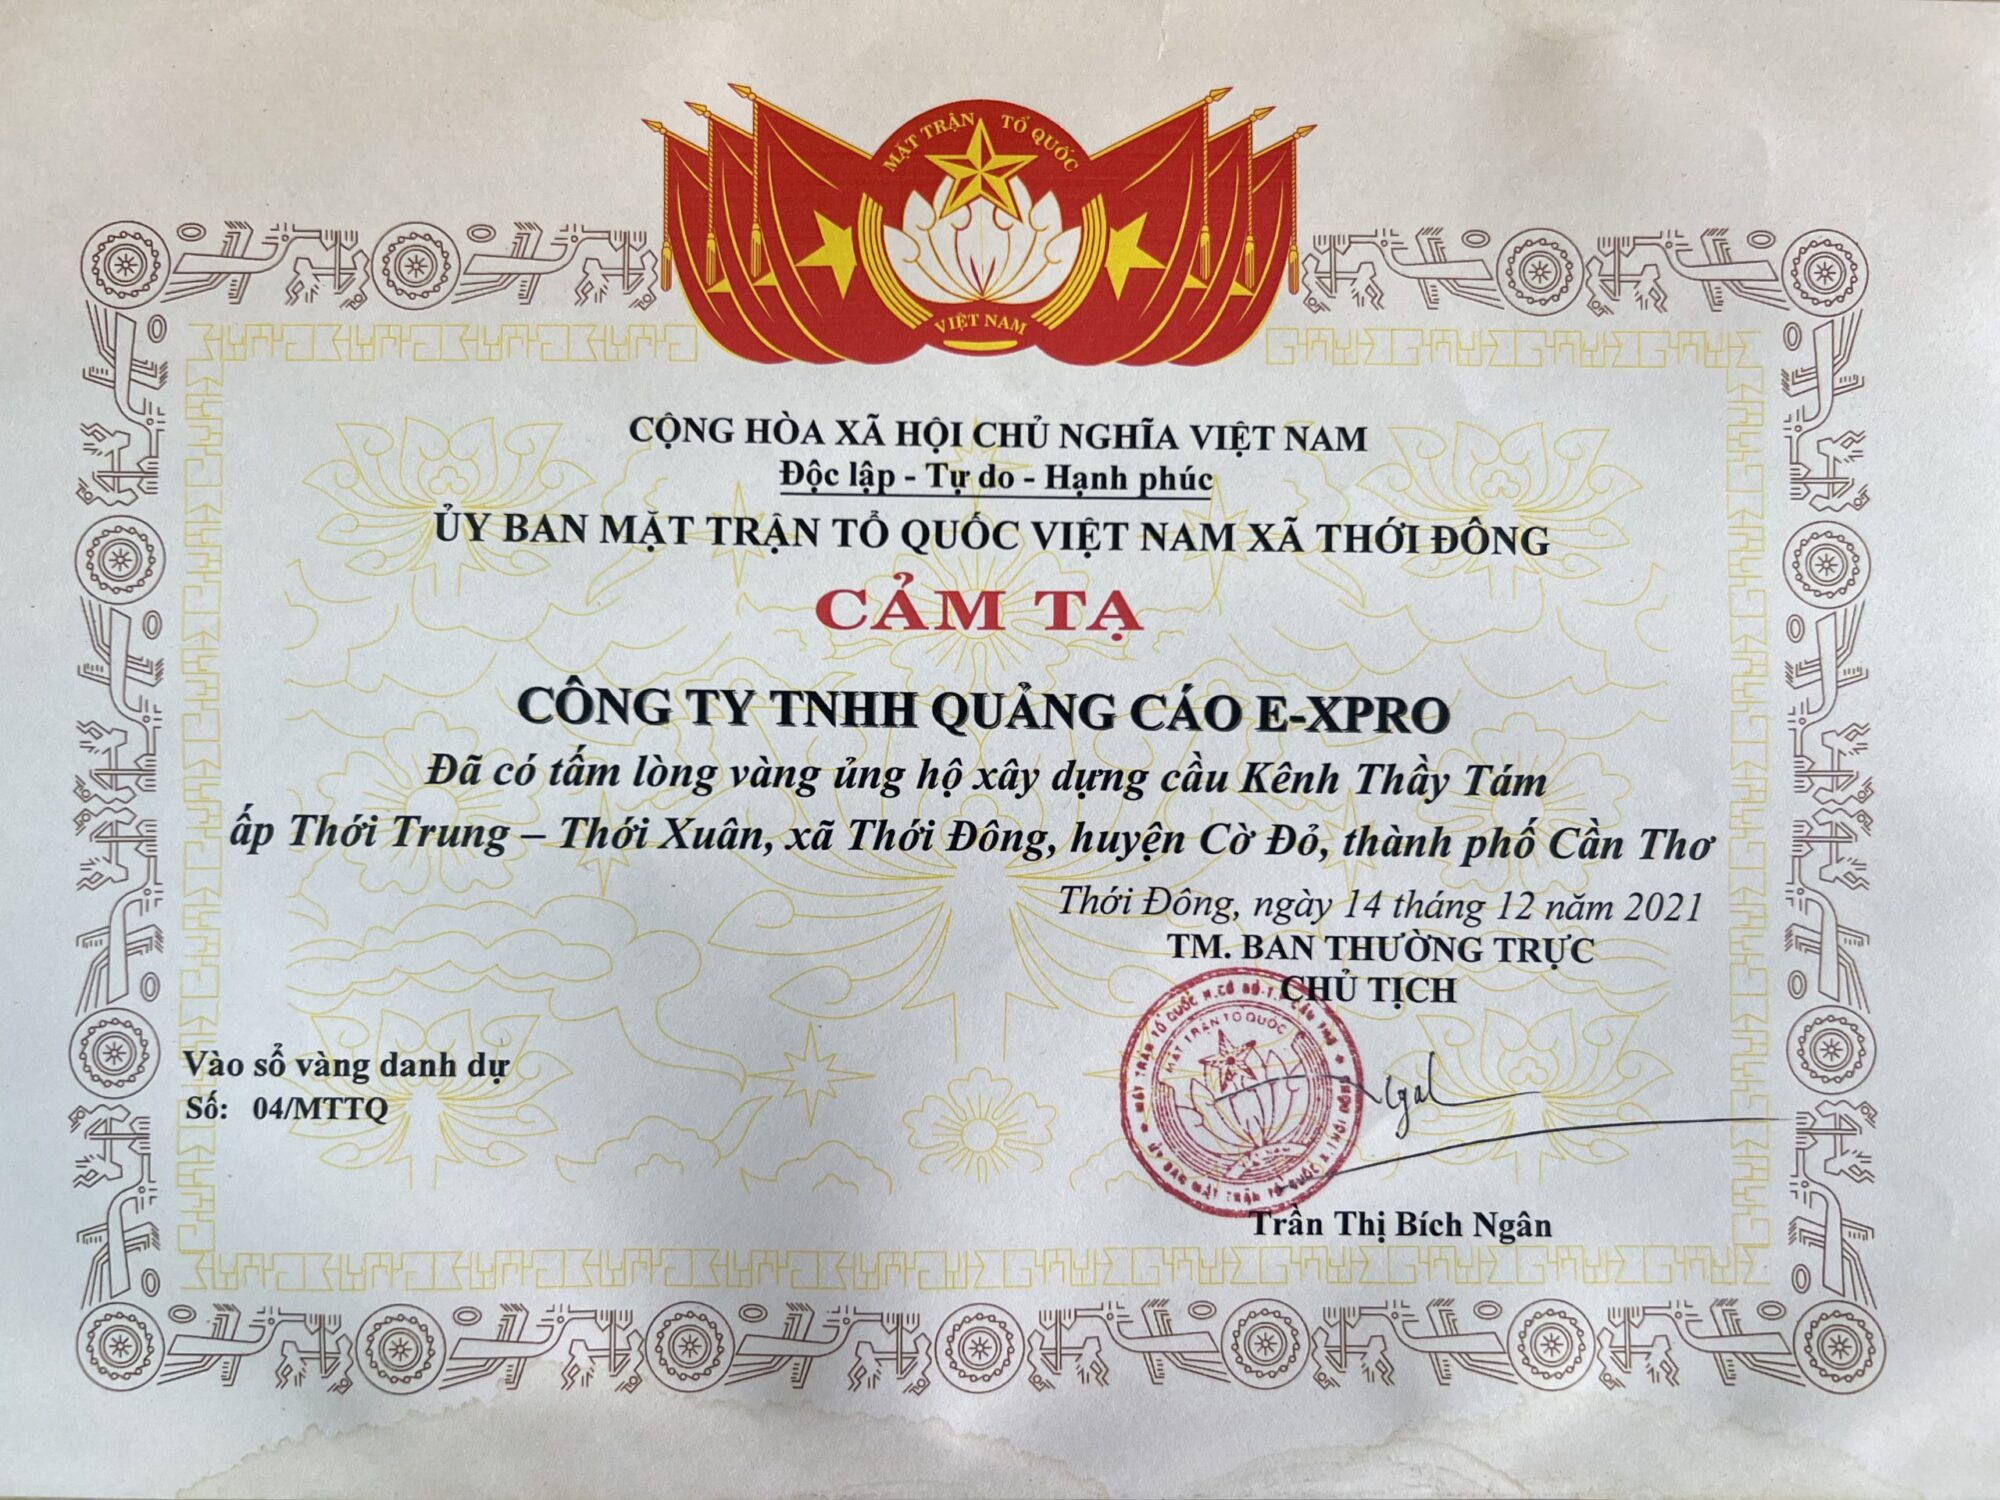 MẶT TRẬN TỔ QUỐC
VIỆT NAM
CỘNG HÒA XÃ HỘI CHỦ NGHĨA VIỆT NAM
Độc lập - Tự do - Hạnh phúc
ỦY BAN MẶT TRẬN TỔ QUỐC VIỆT NAM XÃ THỚI ĐÔNG
CẢM TẠ
CÔNG TY TNHH QUẢNG CÁO E-XPRO
Đã có tấm lòng vàng ủng hộ xây dựng cầu Kênh Thầy Tám
ấp Thới Trung – Thới Xuân, xã Thới Đông, huyện Cờ Đỏ, thành phố Cần Thơ
Thới Đông, ngày 14 tháng 12 năm 2021
TM. BAN THƯỜNG TRỰC
CHỦ TỊCH
MẶT TRẬN TỔ QUỐC
Vào sổ vàng danh dự
Số: 04/MTTQ
Trần Thị Bích Ngân